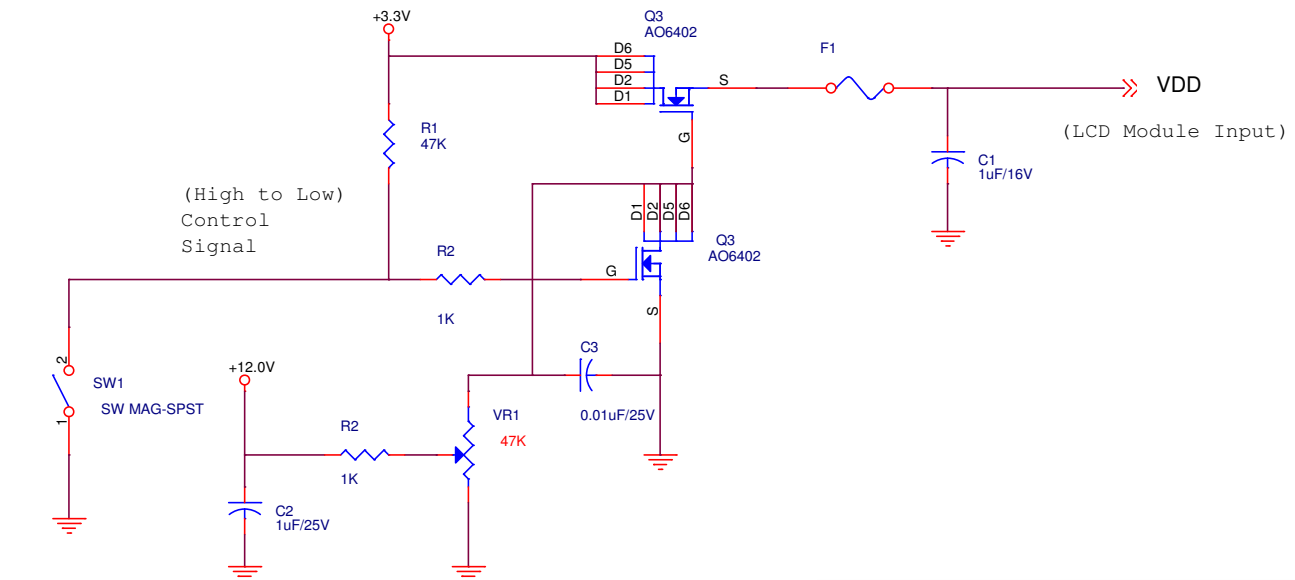 +3.3V
Q3
AO6402
D6
D5
D2
D1
S
G
F1
VDD
(LCD Module Input)
C1
1uF/16V
R1
47K
(High to Low)
Control
Signal
D1
D2
D5
D6
Q3
AO6402
R2
1K
G
S
2
1
SW1
SW MAG-SPST
+12.0V
R2
1K
C2
1uF/25V
VR1
47K
C3
0.01uF/25V